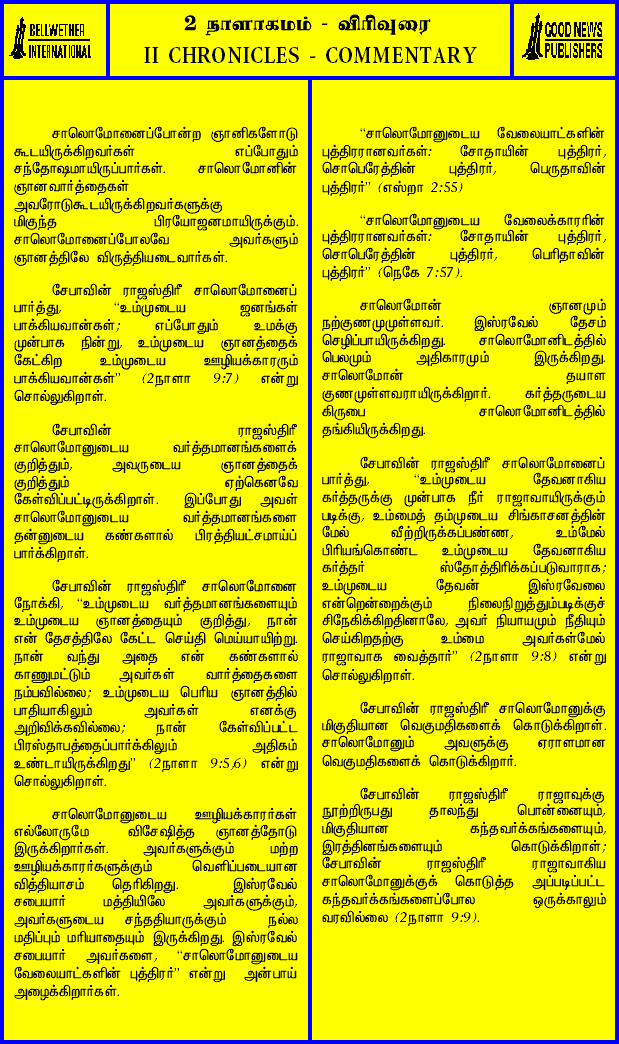 BELLWETHER
INTERNATIONAL
2 நாளாகமம் - விரிவுரை
II CHRONICLES - COMMENTARY
GOOD NEWS
PUBLISHERS
சாலொமோனைப்போன்ற ஞானிகளோடு
கூடயிருக்கிறவர்கள் எப்போதும்
சந்தோஷமாயிருப்பார்கள். சாலொமோனின்
ஞானவார்த்தைகள்
அவரோடுகூடயிருக்கிறவர்களுக்கு
மிகுந்த பிரயோஜனமாயிருக்கும்.
சாலொமோனைப்போலவே அவர்களும்
ஞானத்திலே விருத்தியடைவார்கள்.
சேபாவின் ராஜஸ்திரீ சாலொமோனைப்
பார்த்து, “உம்முடைய ஜனங்கள்
பாக்கியவான்கள்; எப்போதும் உமக்கு
முன்பாக நின்று, உம்முடைய ஞானத்தைக்
கேட்கிற உம்முடைய ஊழியக்காரரும்
பாக்கியவான்கள்” (2நாளா 9:7) என்று
சொல்லுகிறாள்.
சேபாவின் ராஜஸ்திரீ
சாலொமோனுடைய வர்த்தமானங்களைக்
குறித்தும், அவருடைய ஞானத்தைக்
குறித்தும் ஏற்கெனவே
கேள்விப்பட்டிருக்கிறாள். இப்போது அவள்
சாலொமோனுடைய வர்த்தமானங்களை
தன்னுடைய கண்களால் பிரத்தியட்சமாய்ப்
பார்க்கிறாள்.
சேபாவின் ராஜஸ்திரீ சாலொமோனை
நோக்கி, “உம்முடைய வர்த்தமானங்களையும்
உம்முடைய ஞானத்தையும் குறித்து, நான்
என் தேசத்திலே கேட்ட செய்தி மெய்யாயிற்று.
நான் வந்து அதை என் கண்களால்
காணுமட்டும் அவர்கள் வார்த்தைகளை
நம்பவில்லை; உம்முடைய பெரிய ஞானத்தில்
பாதியாகிலும் அவர்கள் எனக்கு
அறிவிக்கவில்லை; நான் கேள்விப்பட்ட
பிரஸ்தாபத்தைப்பார்க்கிலும் அதிகம்
உண்டாயிருக்கிறது” (2நாளா 9:5,6) என்று
சொல்லுகிறாள்.
சாலொமோனுடைய ஊழியக்காரர்கள்
எல்லோருமே விசேஷித்த ஞானத்தோடு
இருக்கிறார்கள். அவர்களுக்கும் மற்ற
ஊழியக்காரர்களுக்கும் வெளிப்படையான
வித்தியாசம் தெரிகிறது. இஸ்ரவேல்
சபையார் மத்தியிலே அவர்களுக்கும்,
அவர்களுடைய சந்ததியாருக்கும் நல்ல
மதிப்பும் மரியாதையும் இருக்கிறது. இஸ்ரவேல்
சபையார் அவர்களை, “சாலொமோனுடைய
வேலையாட்களின் புத்திரர்” என்று அன்பாய்
அழைக்கிறார்கள்.
“சாலொமோனுடைய வேலையாட்களின்
புத்திரரானவர்கள்: சோதாயின் புத்திரர்,
சொபெரேத்தின் புத்திரர், பெருதாவின்
புத்திரர்” (எஸ்றா 2:55)
“சாலொமோனுடைய வேலைக்காரரின்
புத்திரரானவர்கள்: சோதாயின் புத்திரர்,
சொபெரேத்தின் புத்திரர், பெரிதாவின்
புத்திரர்” (நெகே 7:57).
சாலொமோன் ஞானமும்
நற்குணமுமுள்ளவர். இஸ்ரவேல் தேசம்
செழிப்பாயிருக்கிறது. சாலொமோனிடத்தில்
பெலமும் அதிகாரமும் இருக்கிறது.
சாலொமோன் தயாள
குணமுள்ளவராயிருக்கிறார். கர்த்தருடைய
கிருபை சாலொமோனிடத்தில்
தங்கியிருக்கிறது.
சேபாவின் ராஜஸ்திரீ சாலொமோனைப்
பார்த்து, “உம்முடைய தேவனாகிய
கர்த்தருக்கு முன்பாக நீர் ராஜாவாயிருக்கும்
படிக்கு, உம்மைத் தம்முடைய சிங்காசனத்தின்
மேல் வீற்றிருக்கப்பண்ண, உம்மேல்
பிரியங்கொண்ட உம்முடைய தேவனாகிய
கர்த்தர் ஸ்தோத்திரிக்கப்படுவாராக;
உம்முடைய தேவன் இஸ்ரவேலை
என்றென்றைக்கும் நிலைநிறுத்தும்படிக்குச்
சிநேகிக்கிறதினாலே, அவர் நியாயமும் நீதியும்
செய்கிறதற்கு உம்மை அவர்கள்மேல்
ராஜாவாக வைத்தார்” (2நாளா 9:8) என்று
சொல்லுகிறாள்.
சேபாவின் ராஜஸ்திரீ சாலொமோனுக்கு
மிகுதியான வெகுமதிகளைக் கொடுக்கிறாள்.
சாலொமோனும் அவளுக்கு ஏராளமான
வெகுமதிகளைக் கொடுக்கிறார்.
சேபாவின் ராஜஸ்திரீ ராஜாவுக்கு
நூற்றிருபது தாலந்து பொன்னையும்,
மிகுதியான கந்தவர்க்கங்களையும்,
இரத்தினங்களையும் கொடுக்கிறாள்;
சேபாவின் ராஜஸ்திரீ ராஜாவாகிய
சாலொமோனுக்குக் கொடுத்த அப்படிப்பட்ட
கந்தவர்க்கங்களைப்போல ஒருக்காலும்
வரவில்லை (2நாளா 9:9).